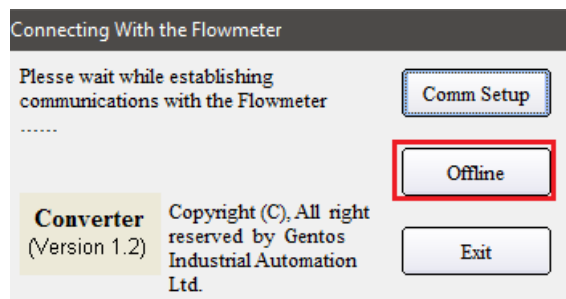 Connecting With the Flowmeter
Plesse wait while establishing
communications with the Flowmeter
......
Comm Setup
Offline
Converter
(Version 1.2)
Copyright (C), All right
reserved by Gentos
Industrial Automation
Ltd.
Exit